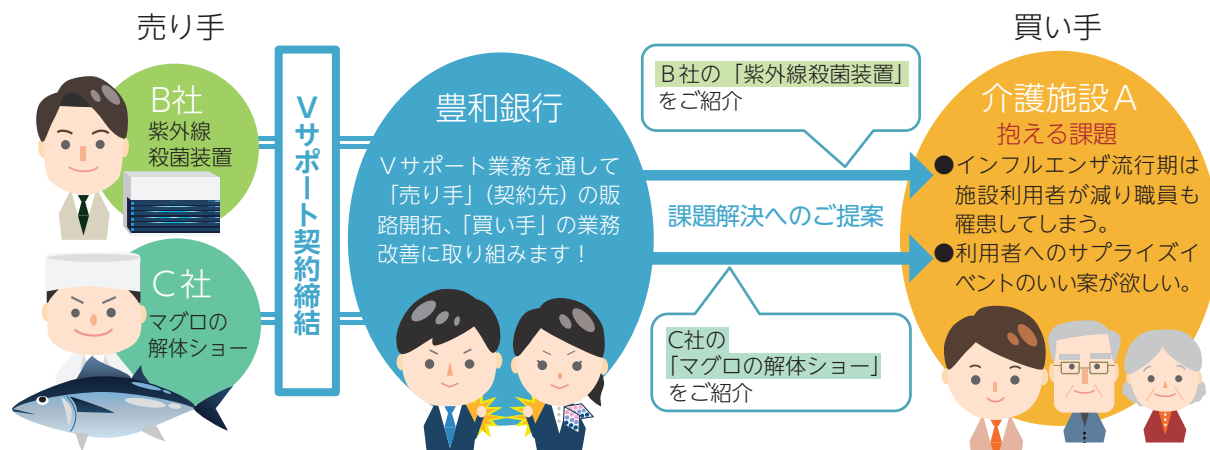 売り手
B社
紫外線
殺菌装置
C社
マグロの
解体ショー
Vサポート契約締結
豊和銀行
Vサポート業務を通して
「売り手」（契約先）の販
路開拓、「買い手」の業務
改善に取り組みます！
B社の「紫外線殺菌装置」
をご紹介
課題解決へのご提案
C社の
「マグロの解体ショー」
をご紹介
買い手
介護施設A
抱える課題
●インフルエンザ流行期は
施設利用者が減り職員も
罹患してしまう。
●利用者へのサプライズイ
ベントのいい案が欲しい。